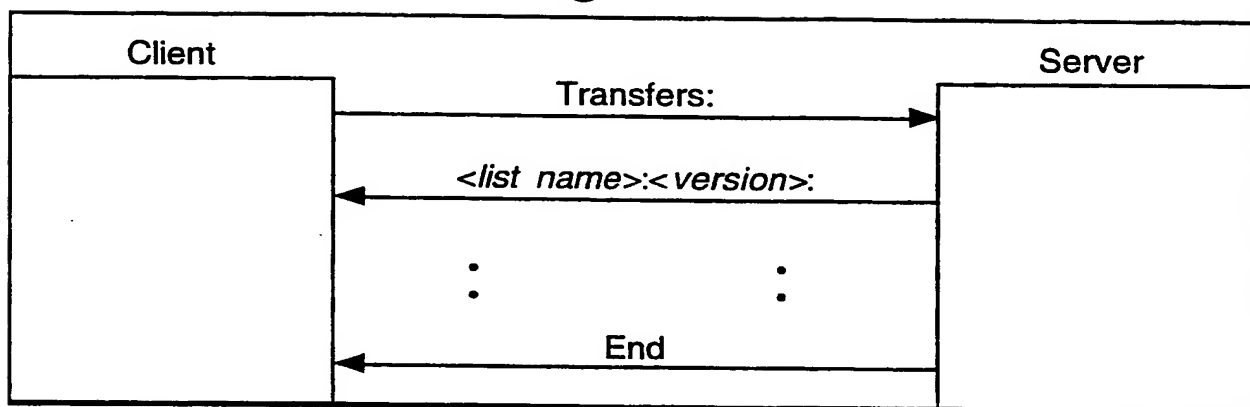 Client
Server
Transfers:
<list name>:<version>:
: :
End